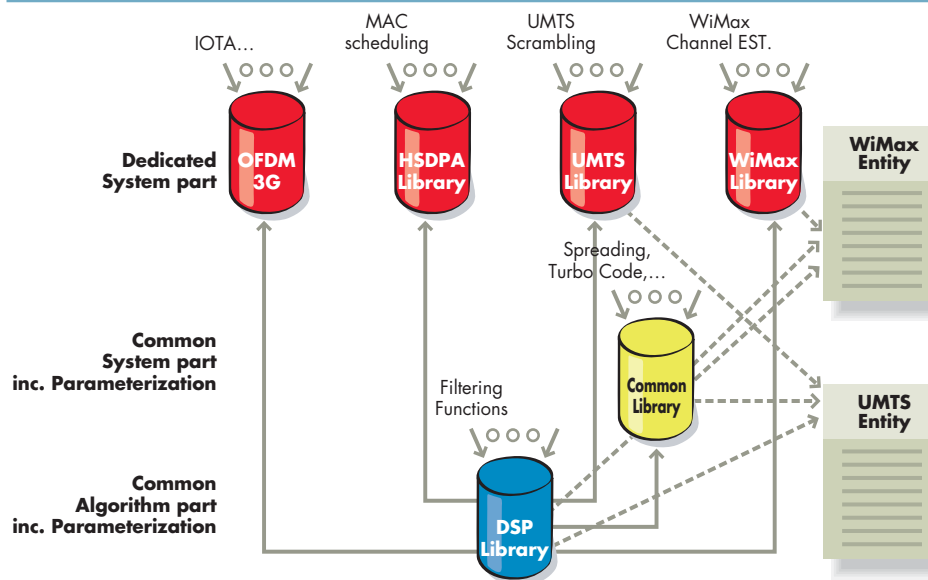 IOTA...
MAC
scheduling
UMTS
Scrambling
WiMax
Channel EST.
Dedicated
System part
OFDM
3G
HSDPA
Library
UMTS
Library
WiMax
Library
WiMax
Entity
Spreading,
Turbo Code,...
Common
System part
inc. Parameterization
Common
Library
Filtering
Functions
UMTS
Entity
Common
Algorithm part
inc. Parameterization
DSP
Library